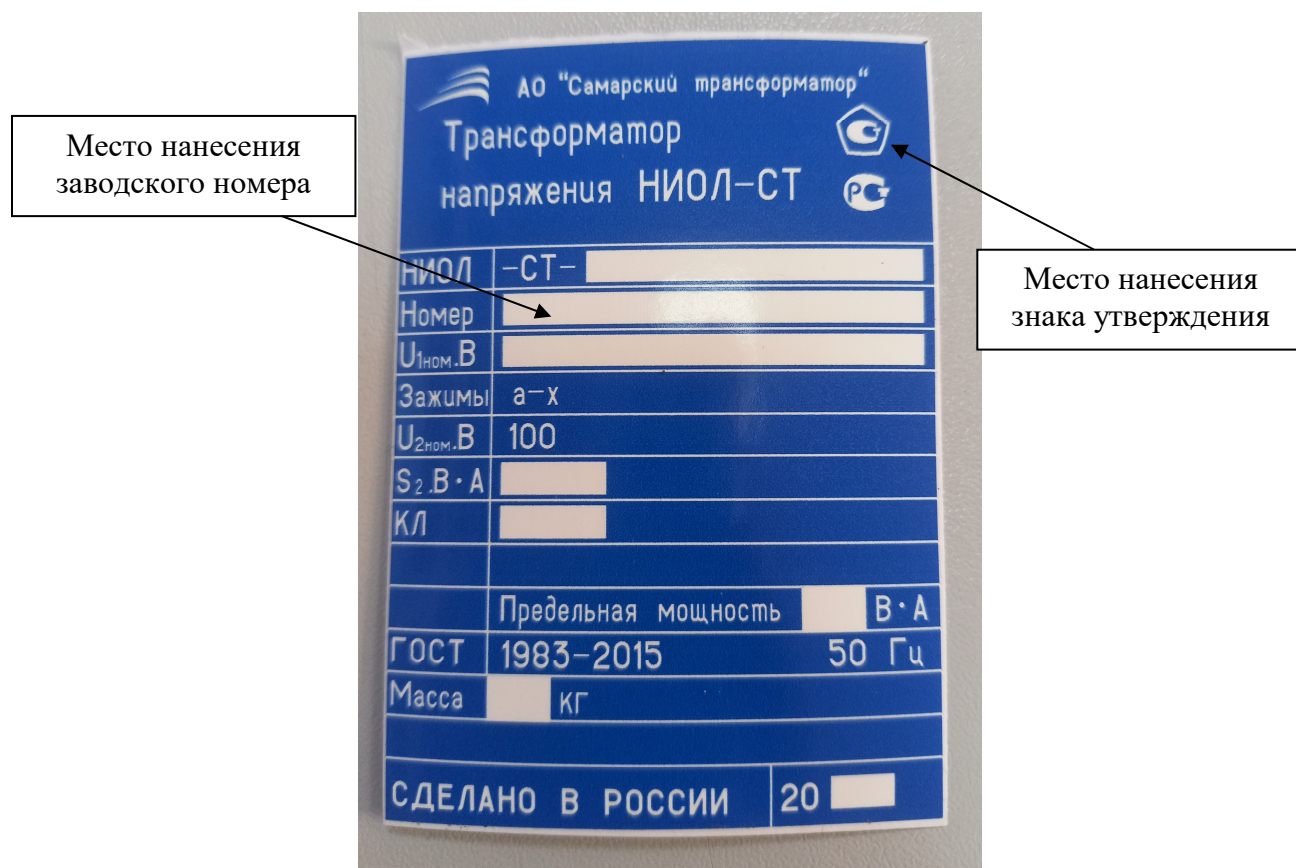 АО "Самарский трансформатор"
Трансформатор
напряжения НИОЛ-СТ
Место нанесения
заводского номера
Место нанесения
знака утверждения
НИОЛ -СТ-
Номер
U1ном.В
Зажимы а-х
U2ном.В 100
S2.В·А
КЛ
Предельная мощность В·А
ГОСТ 1983-2015 50 Гц
Масса кг
СДЕЛАНО В РОССИИ 20